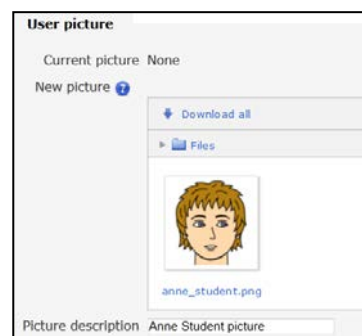 User picture
Current picture None
New picture ?
Download all
Files
anne_student.png
Picture description Anne Student picture